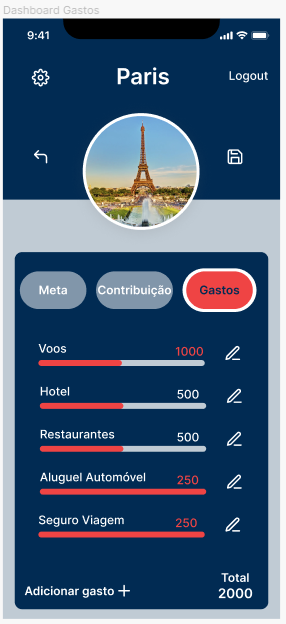 Dashboard Gastos
9:41
Paris
Logout
Meta Contribuição Gastos
Voos 1000
Hotel 500
Restaurantes 500
Aluguel Automóvel 250
Seguro Viagem 250
Total
Adicionar gasto + 2000